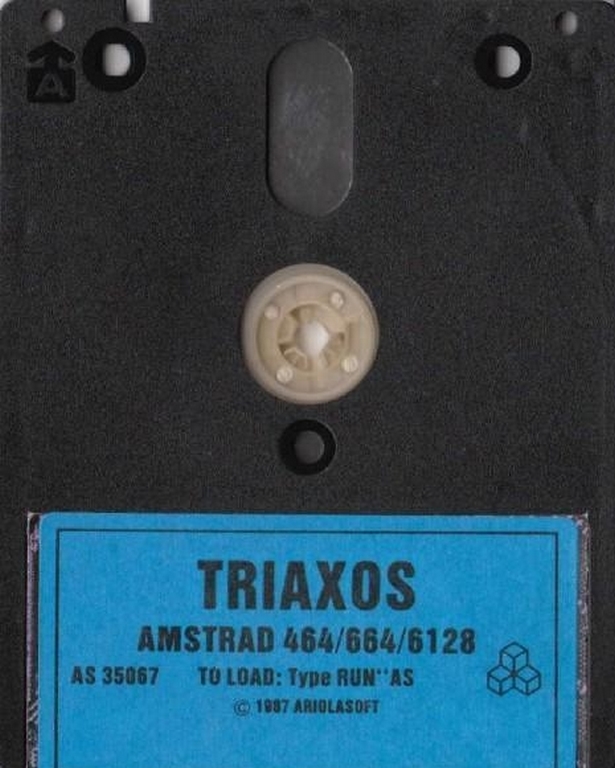 A
TRIAXOS
AMSTRAD 464/664/6128
AS 35067 TO LOAD: Type RUN"AS
© 1987 ARIOLASOFT